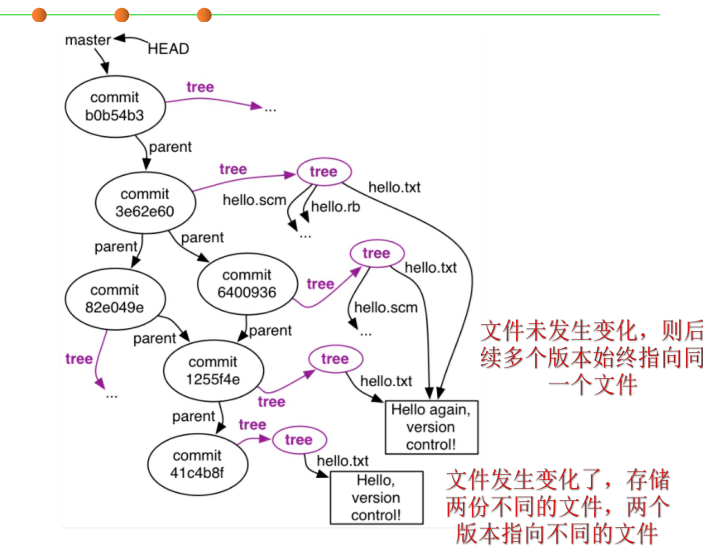 master
HEAD
commit
b0b54b3
tree
...
parent
commit
3e62e60
tree
tree
hello.scm
hello.rb
hello.txt
...
parent
parent
commit
82e049e
tree
...
commit
6400936
tree
tree
hello.txt
hello.scm
...
parent
parent
commit
1255f4e
tree
tree
hello.txt
Hello again,
version
control!
parent
commit
41c4b8f
tree
tree
hello.txt
Hello,
version
control!
文件未发生变化，则后
续多个版本始终指向同
一个文件
文件发生变化了，存储
两份不同的文件，两个
版本指向不同的文件